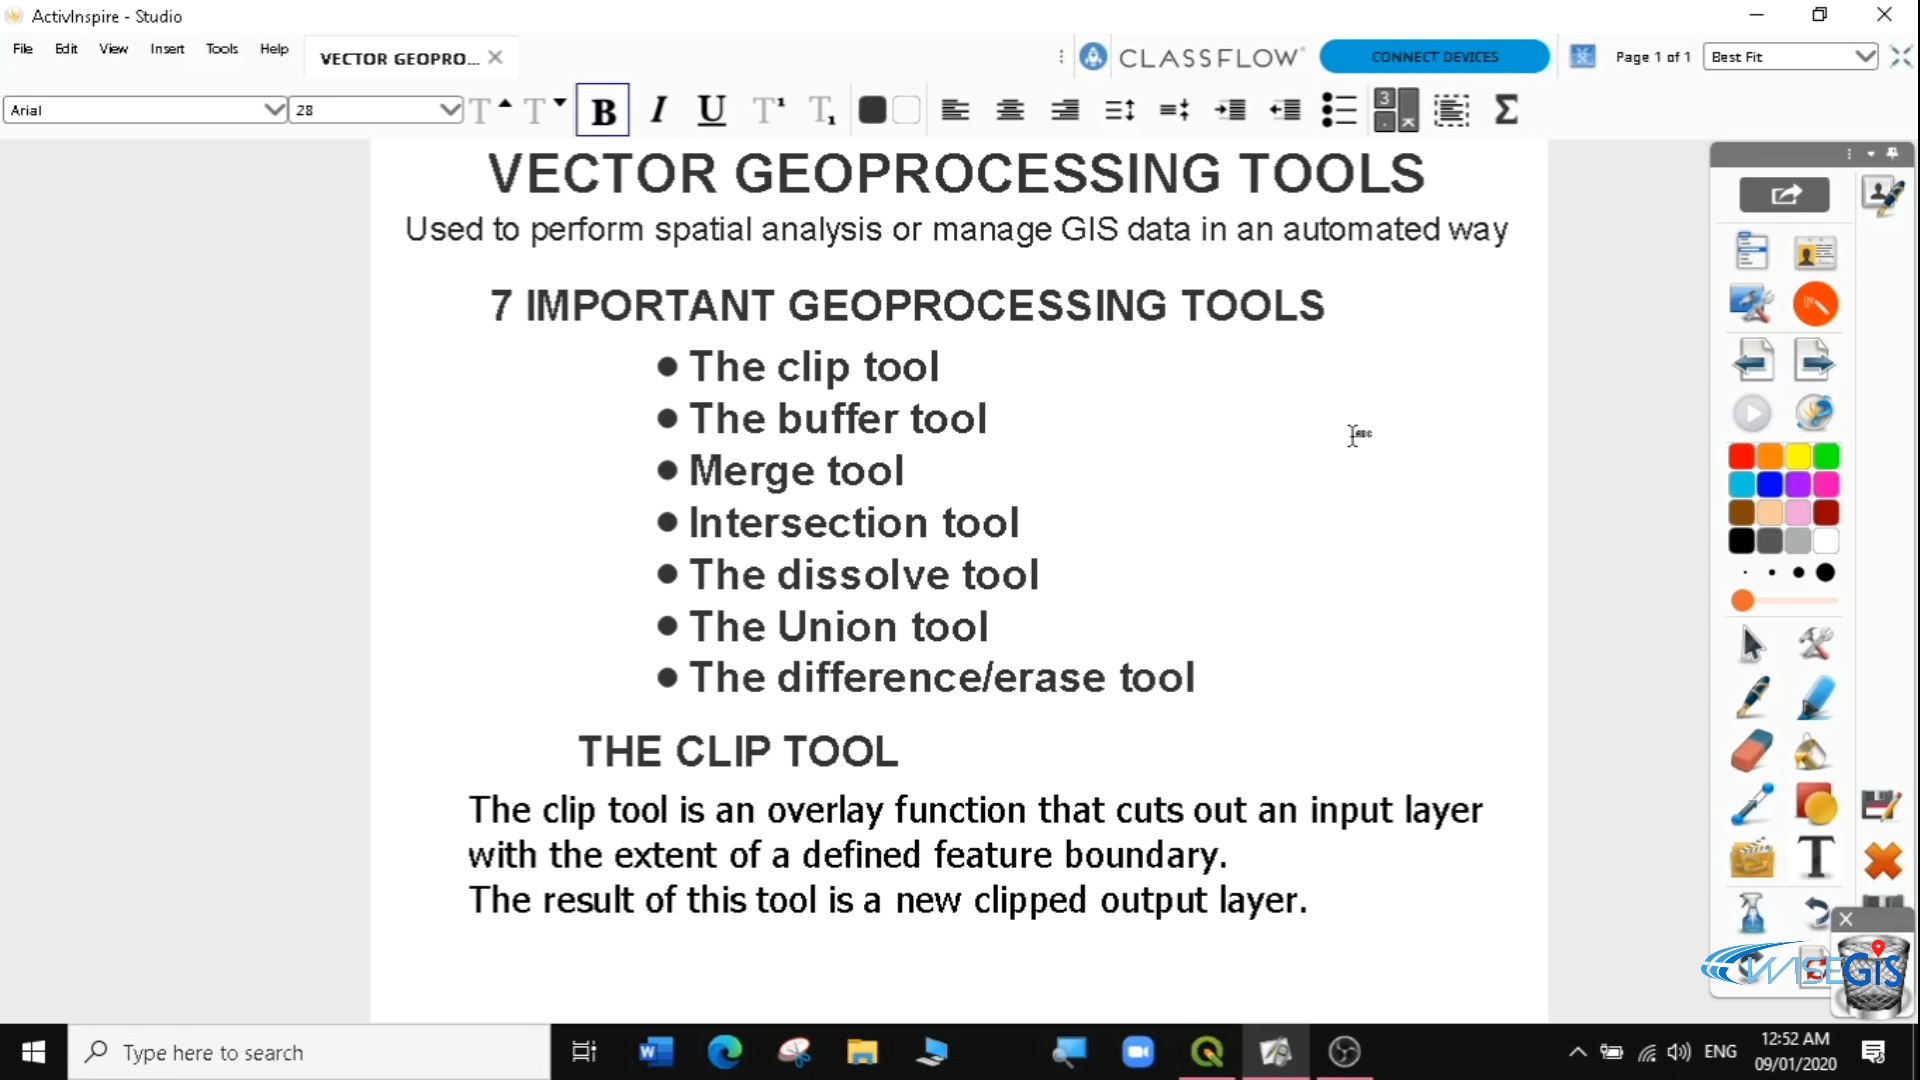 ActivInspire - Studio
File Edit View Insert Tools Help
VECTOR GEOPRO...
CLASSFLOW
CONNECT DEVICES
Page 1 of 1
Best Fit
Arial
28
VECTOR GEOPROCESSING TOOLS
Used to perform spatial analysis or manage GIS data in an automated way
7 IMPORTANT GEOPROCESSING TOOLS
• The clip tool
• The buffer tool
• Merge tool
• Intersection tool
• The dissolve tool
• The Union tool
• The difference/erase tool
THE CLIP TOOL
The clip tool is an overlay function that cuts out an input layer
with the extent of a defined feature boundary.
The result of this tool is a new clipped output layer.
WISEGIS
Type here to search
ENG
12:52 AM
09/01/2020